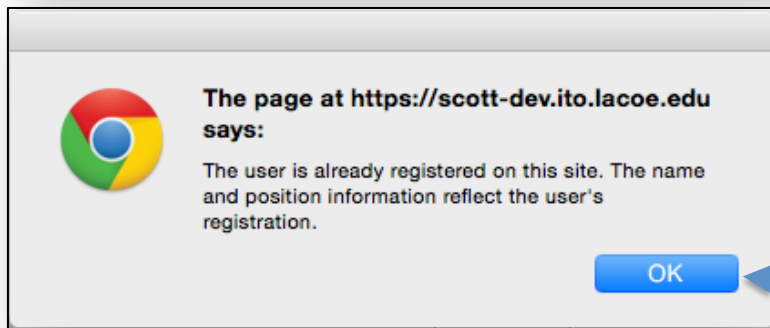 The page at https://scott-dev.ito.lacoe.edu
says:
The user is already registered on this site. The name
and position information reflect the user's
registration.
OK